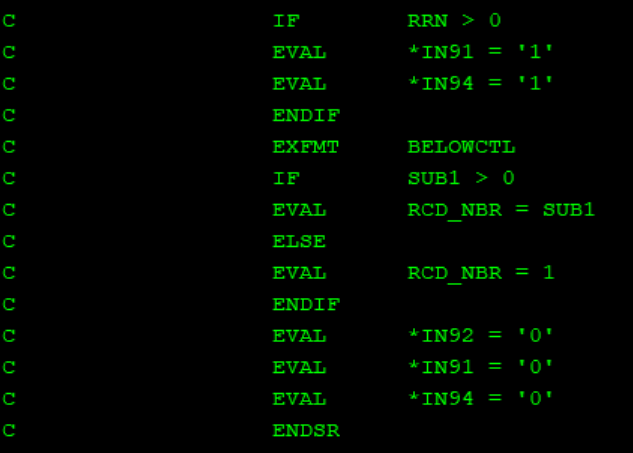 C                          IF           RRN > 0
C                          EVAL         *IN91 = '1'
C                          EVAL         *IN94 = '1'
C                          ENDIF
C                          EXFMT        BELOWCTL
C                          IF           SUB1 > 0
C                          EVAL         RCD_NBR = SUB1
C                          ELSE
C                          EVAL         RCD_NBR = 1
C                          ENDIF
C                          EVAL         *IN92 = '0'
C                          EVAL         *IN91 = '0'
C                          EVAL         *IN94 = '0'
C                          ENDSR